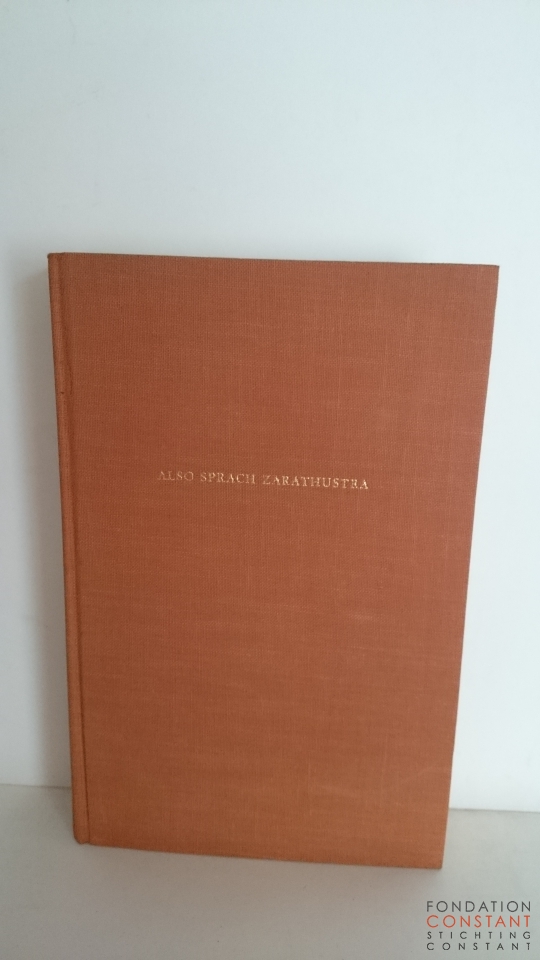 ALSO SPRACH ZARATHUSTRA
FONDATION
CONSTANT
STICHTING
CONSTANT